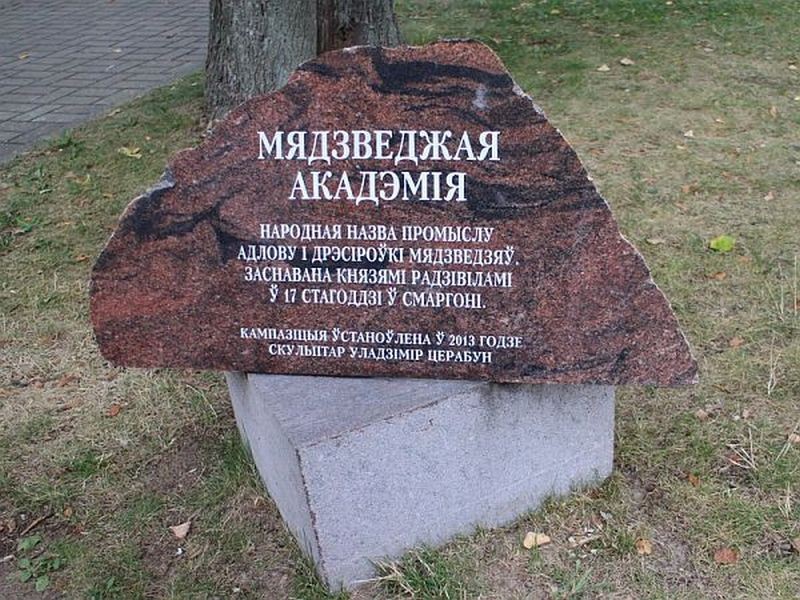 МЯДЗВЕДЖАЯ
АКАДЭМІЯ
НАРОДНАЯ НАЗВА ПРОМЫСЛУ
АДЛОВУ І ДРЭСІРОЎКІ МЯДЗВЕДЗЯЎ.
ЗАСНАВАНА КНЯЗЯМІ РАДЗІВІЛАМІ
Ў 17 СТАГОДДЗІ Ў СМАРГОНІ.
КАМПАЗІЦЫЯ ЎСТАНОЎЛЕНА Ў 2013 ГОДЗЕ
СКУЛЬПТАР УЛАДЗІМІР ЦЕРАБУН